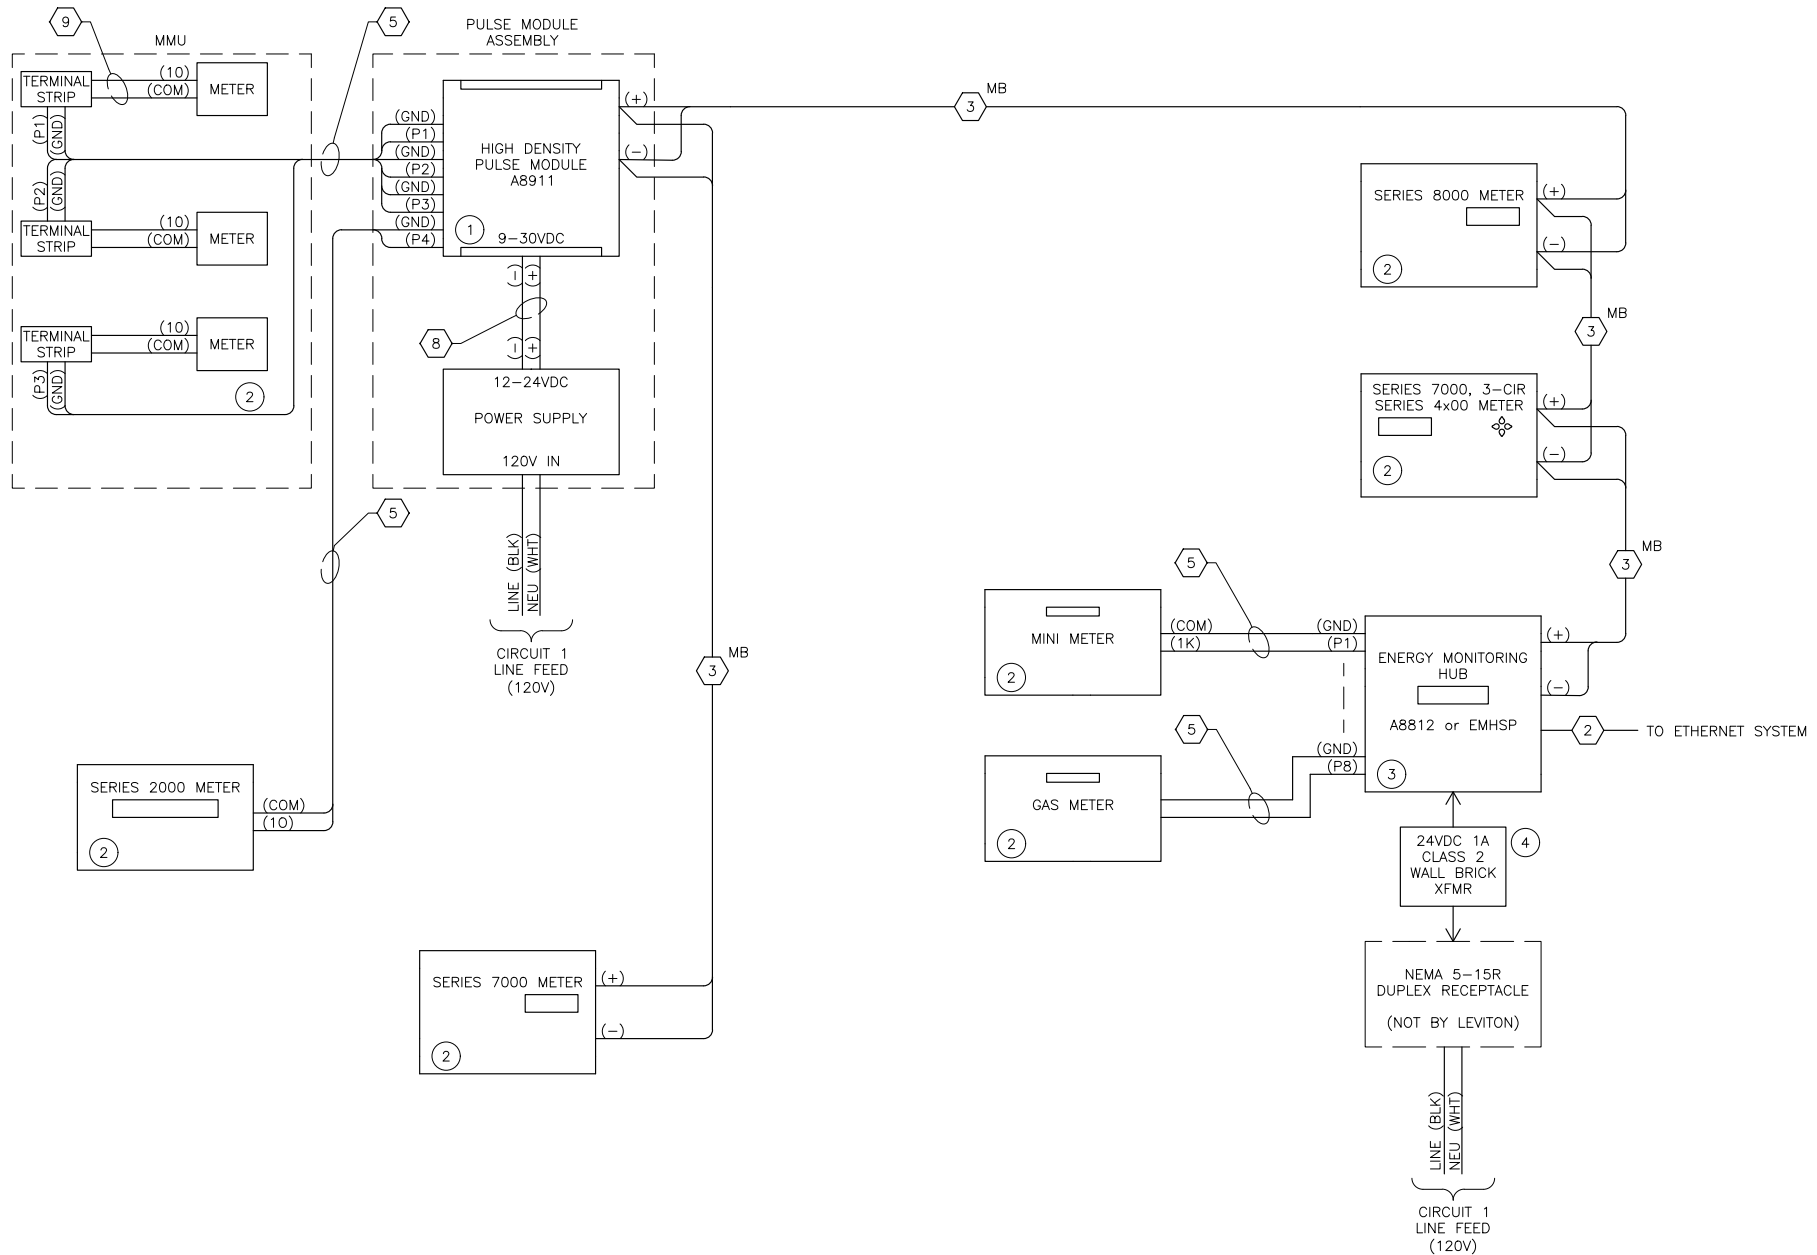 9
5
PULSE MODULE
ASSEMBLY
MMU
TERMINAL
STRIP
(10)
(COM)
METER
(P1)
(GND)
(P2)
(GND)
TERMINAL
STRIP
(10)
(COM)
METER
TERMINAL
STRIP
(10)
(COM)
METER
(P3)
(GND)
2
(GND)
(P1)
(GND)
(P2)
(GND)
(P3)
(GND)
(P4)
HIGH DENSITY
PULSE MODULE
A8911
1
9-30VDC
(+)
(-)
(-)
(+)
8
(-)
(+)
12-24VDC
POWER SUPPLY
120V IN
LINE (BLK)
NEU (WHT)
CIRCUIT 1
LINE FEED
(120V)
5
3
MB
SERIES 2000 METER
(COM)
(10)
2
SERIES 7000 METER
(+)
(-)
2
3
MB
SERIES 8000 METER
(+)
(-)
2
3
MB
SERIES 7000, 3-CIR
SERIES 4x00 METER
(+)
(-)
2
3
MB
5
MINI METER
(COM)
(1K)
(GND)
(P1)
2
ENERGY MONITORING
HUB
A8812 or EMHSP
(+)
(-)
3
2
TO ETHERNET SYSTEM
5
GAS METER
(GND)
(P8)
2
24VDC 1A
CLASS 2
WALL BRICK
XFMR
4
NEMA 5-15R
DUPLEX RECEPTACLE
(NOT BY LEVITON)
LINE (BLK)
NEU (WHT)
CIRCUIT 1
LINE FEED
(120V)